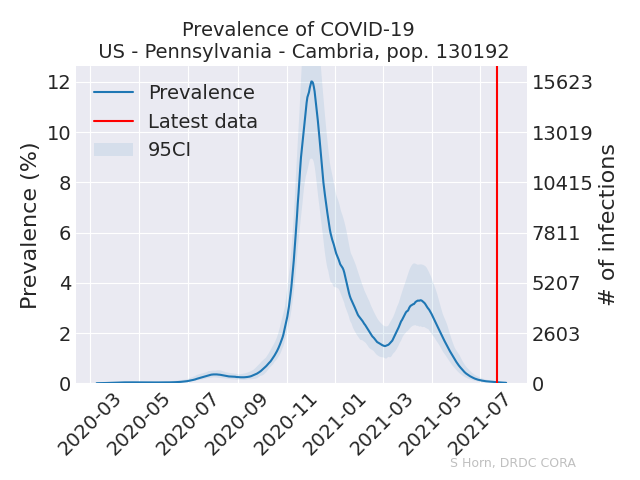 Prevalence of COVID-19
US - Pennsylvania - Cambria, pop. 130192
Prevalence (%)
12
10
8
6
4
2
0
Prevalence
Latest data
95CI
15623
13019
10415
7811
5207
2603
0
# of infections
2020-03
2020-05
2020-07
2020-09
2020-11
2021-01
2021-03
2021-05
2021-07
S Horn, DRDC CORA